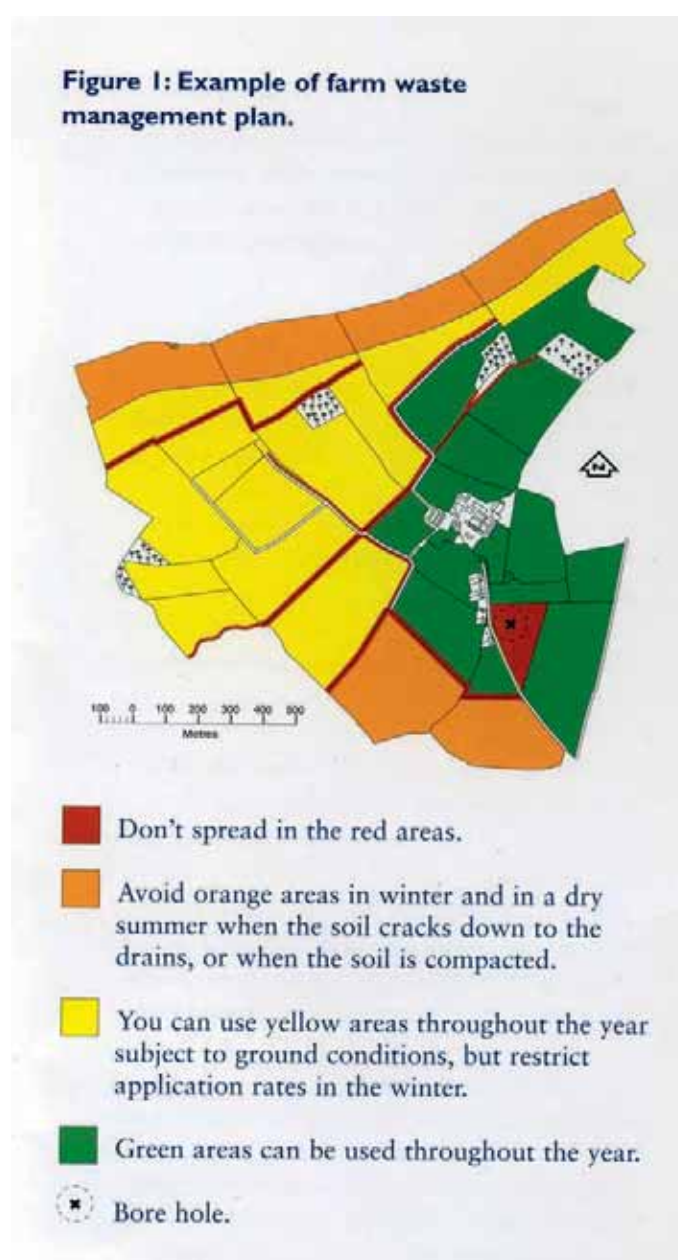 Figure 1: Example of farm waste
management plan.
N
100 0 100 200 300 400 500
Metres
Don't spread in the red areas.
Avoid orange areas in winter and in a dry
summer when the soil cracks down to the
drains, or when the soil is compacted.
You can use yellow areas throughout the year
subject to ground conditions, but restrict
application rates in the winter.
Green areas can be used throughout the year.
Bore hole.